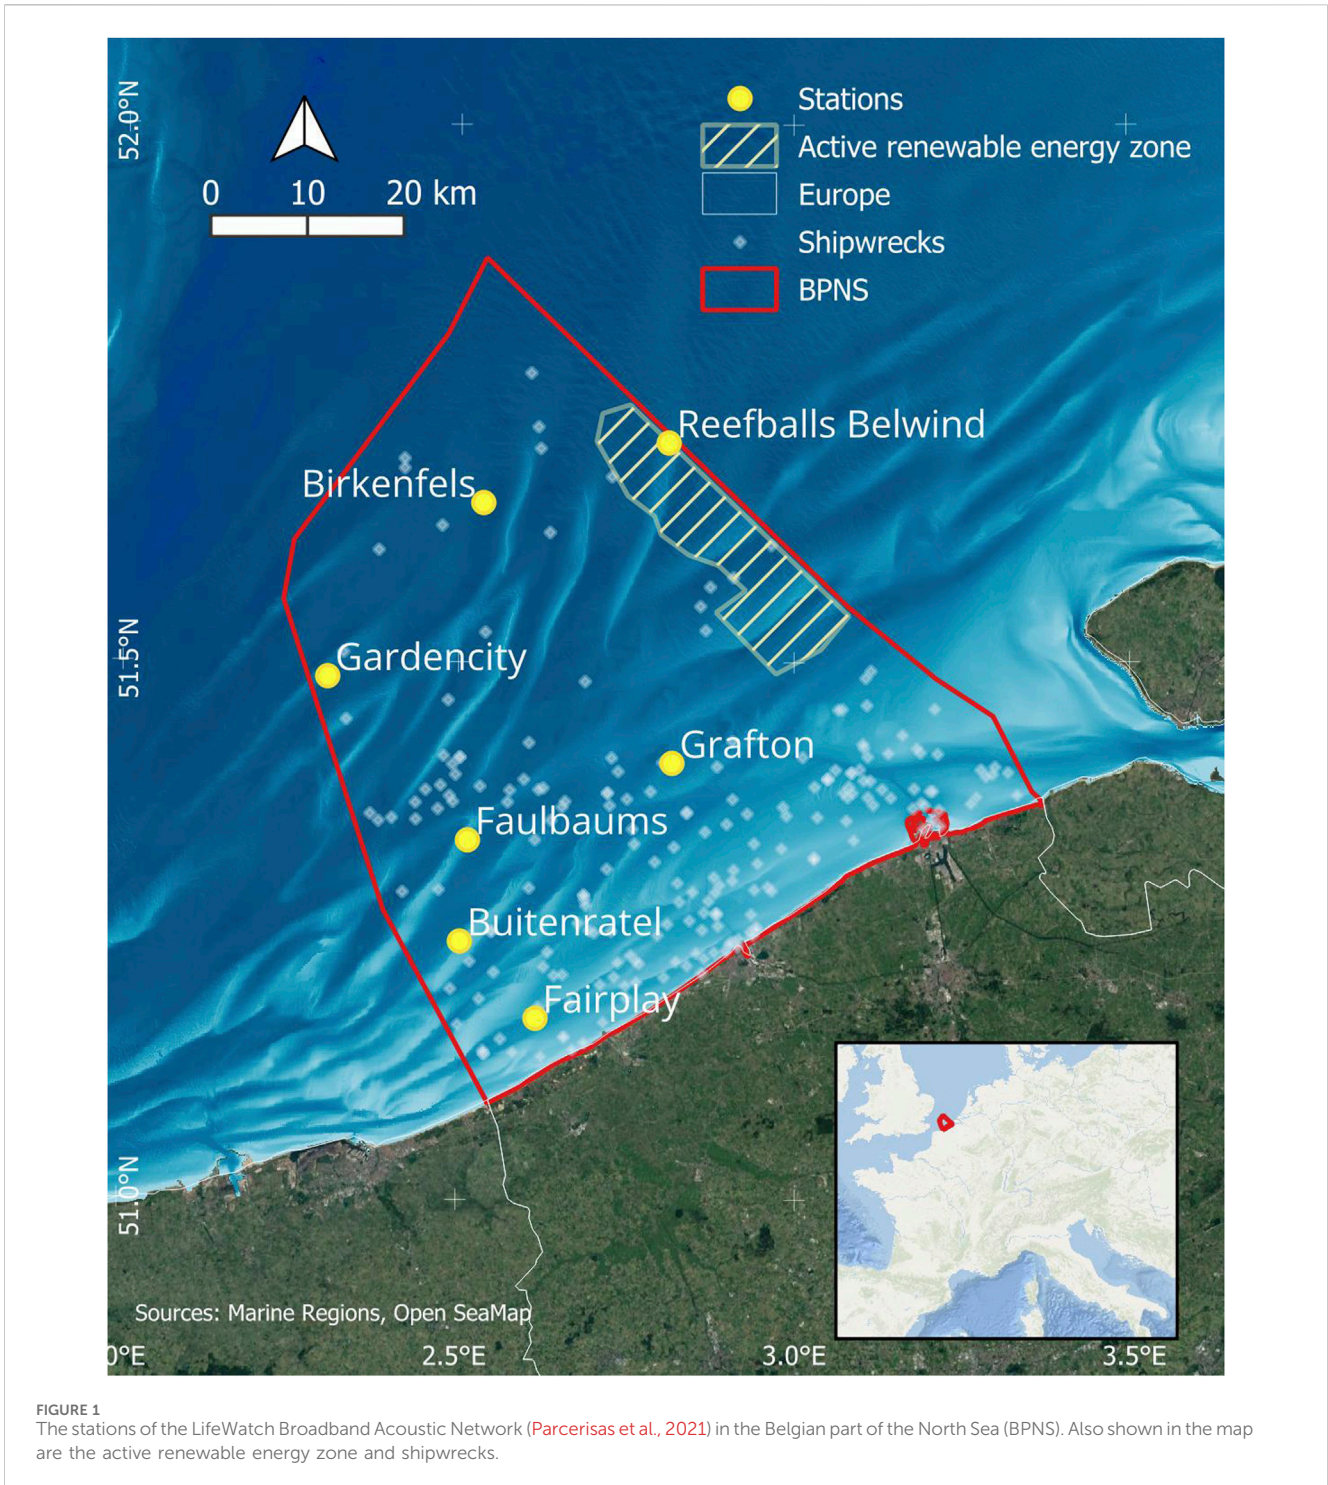 52.0°N
0 10 20 km
Stations
Active renewable energy zone
Europe
Shipwrecks
BPNS
Reefballs Belwind
Birkenfels
51.5°N
Gardencity
Grafton
Faulbaums
Buitenratel
Fairplay
51.0°N
Sources: Marine Regions, Open SeaMap
0°E 2.5°E 3.0°E 3.5°E
FIGURE 1
The stations of the LifeWatch Broadband Acoustic Network (Parcerisas et al., 2021) in the Belgian part of the North Sea (BPNS). Also shown in the map
are the active renewable energy zone and shipwrecks.